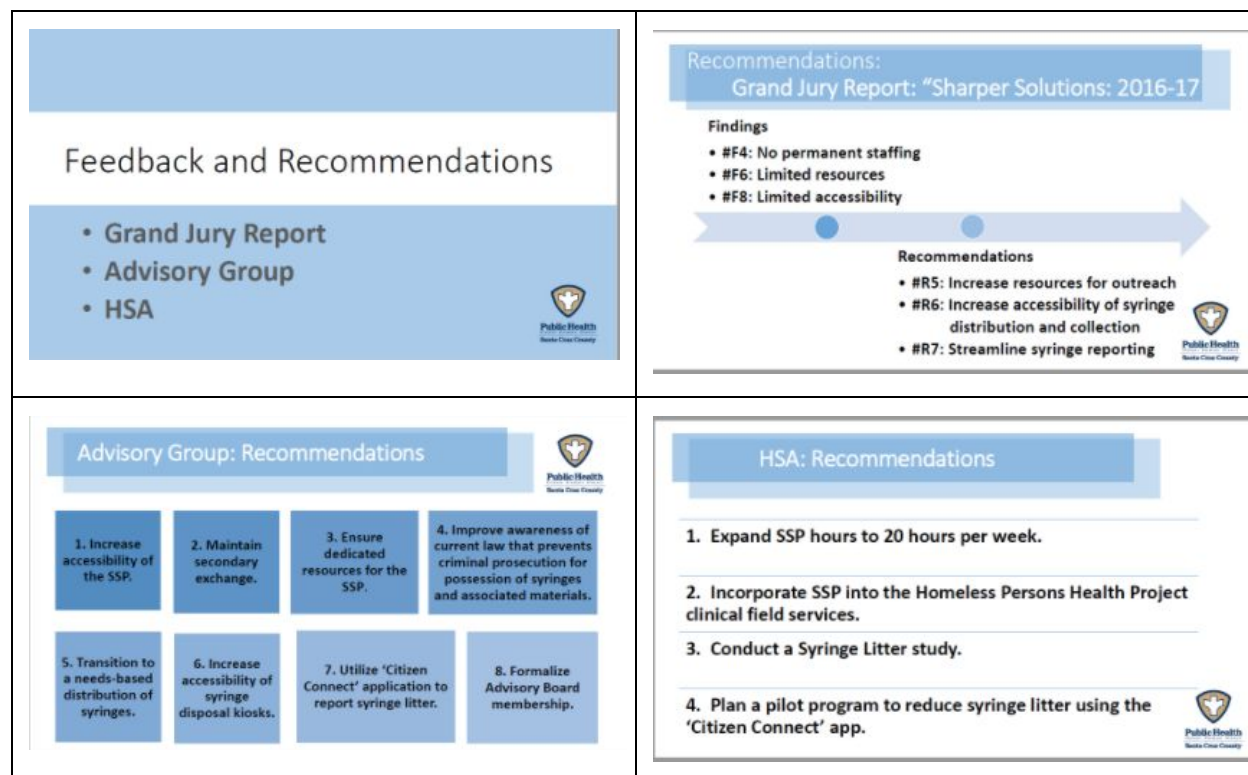 Feedback and Recommendations
• Grand Jury Report
• Advisory Group
• HSA
Public Health
Santa Cruz County
Recommendations:
Grand Jury Report: “Sharper Solutions: 2016-17
Findings
• #F4: No permanent staffing
• #F6: Limited resources
• #F8: Limited accessibility
Recommendations
• #R5: Increase resources for outreach
• #R6: Increase accessibility of syringe
distribution and collection
• #R7: Streamline syringe reporting
Public Health
Santa Cruz County
Advisory Group: Recommendations
Public Health
Santa Cruz County
1. Increase
accessibility of
the SSP.
2. Maintain
secondary
exchange.
3. Ensure
dedicated
resources for the
SSP.
4. Improve awareness of
current law that prevents
criminal prosecution for
possession of syringes
and associated materials.
5. Transition to
a needs-based
distribution of
syringes.
6. Increase
accessibility of
syringe
disposal kiosks.
7. Utilize ‘Citizen
Connect’ application to
report syringe litter.
8. Formalize
Advisory Board
membership.
HSA: Recommendations
1. Expand SSP hours to 20 hours per week.
2. Incorporate SSP into the Homeless Persons Health Project
clinical field services.
3. Conduct a Syringe Litter study.
4. Plan a pilot program to reduce syringe litter using the
‘Citizen Connect’ app.
Public Health
Santa Cruz County